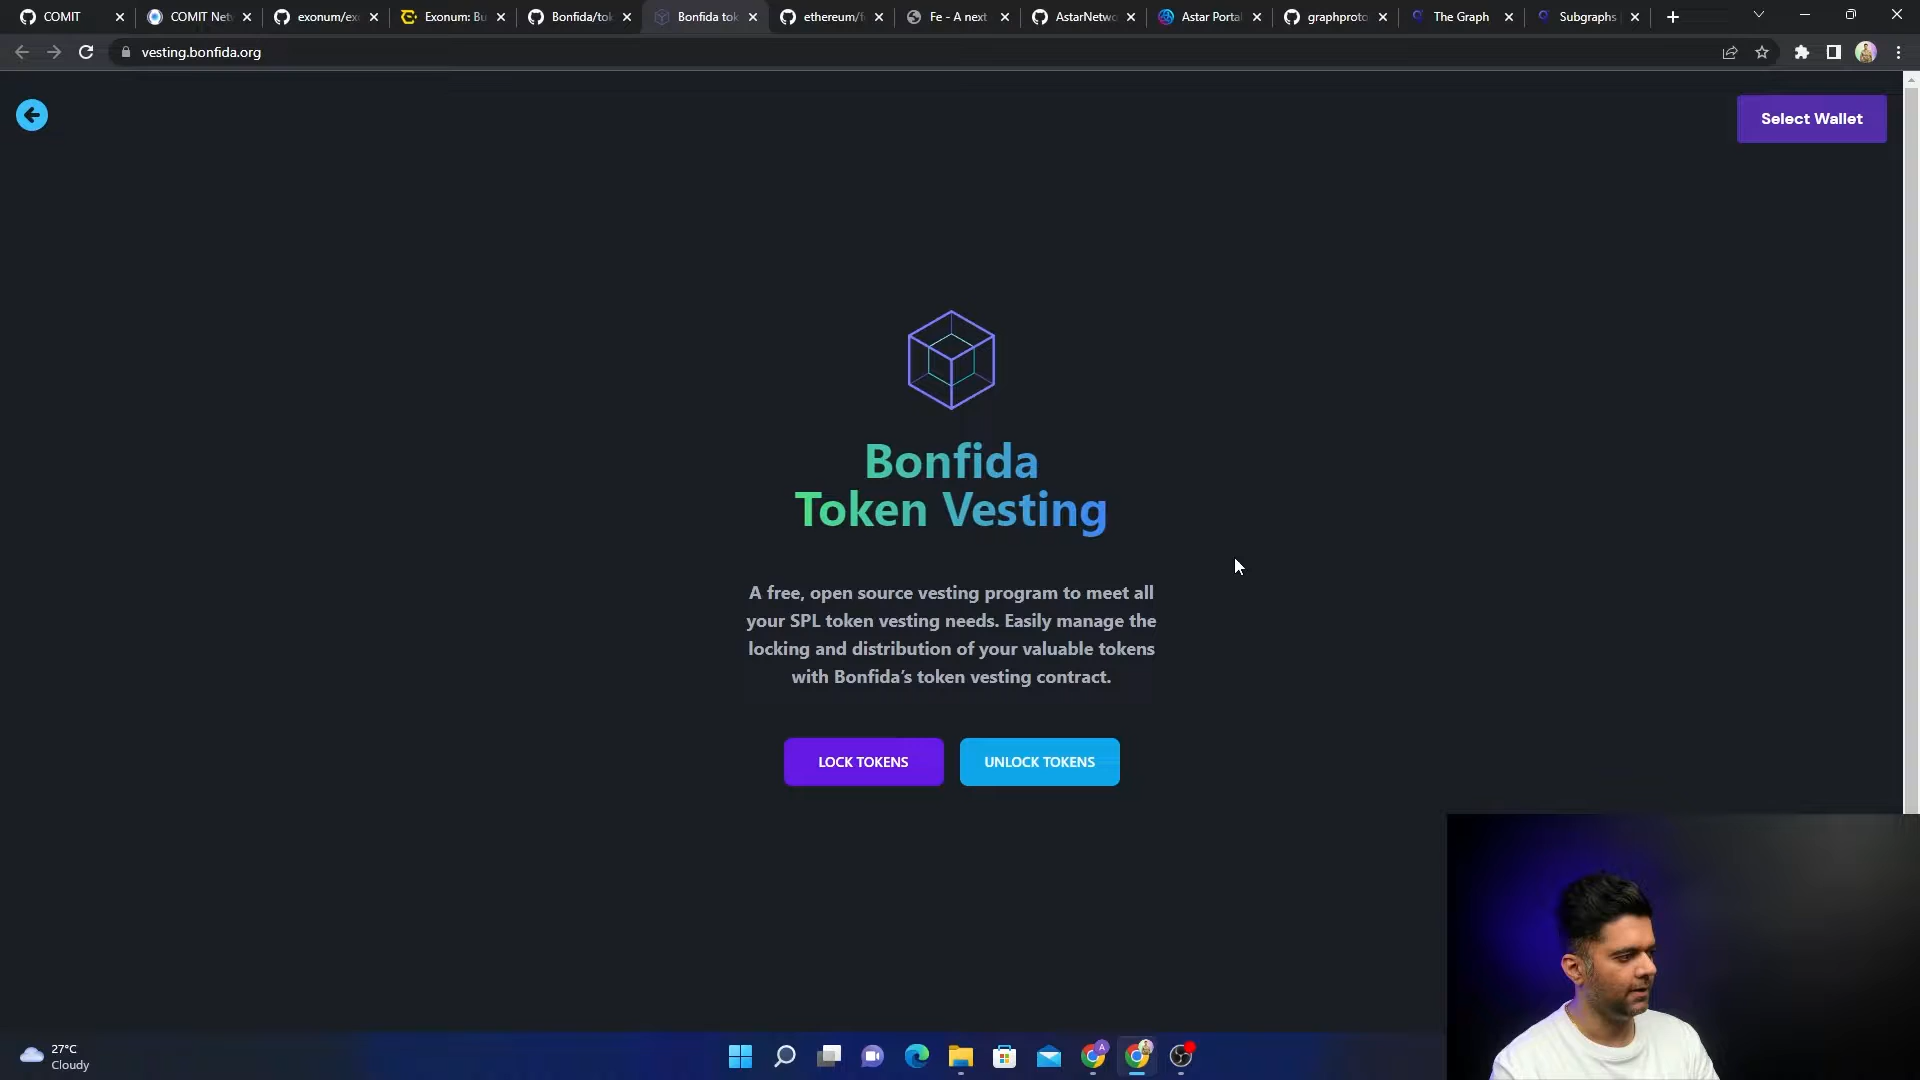 COMIT
COMIT Net
exonum/exo
Exonum: Bu
Bonfida/tok
Bonfida tok
ethereum/f
Fe - A next
AstarNetwo
Astar Portal
graphproto
The Graph
Subgraphs
vesting.bonfida.org
Select Wallet
Bonfida
Token Vesting
A free, open source vesting program to meet all
your SPL token vesting needs. Easily manage the
locking and distribution of your valuable tokens
with Bonfida’s token vesting contract.
LOCK TOKENS
UNLOCK TOKENS
27°C
Cloudy